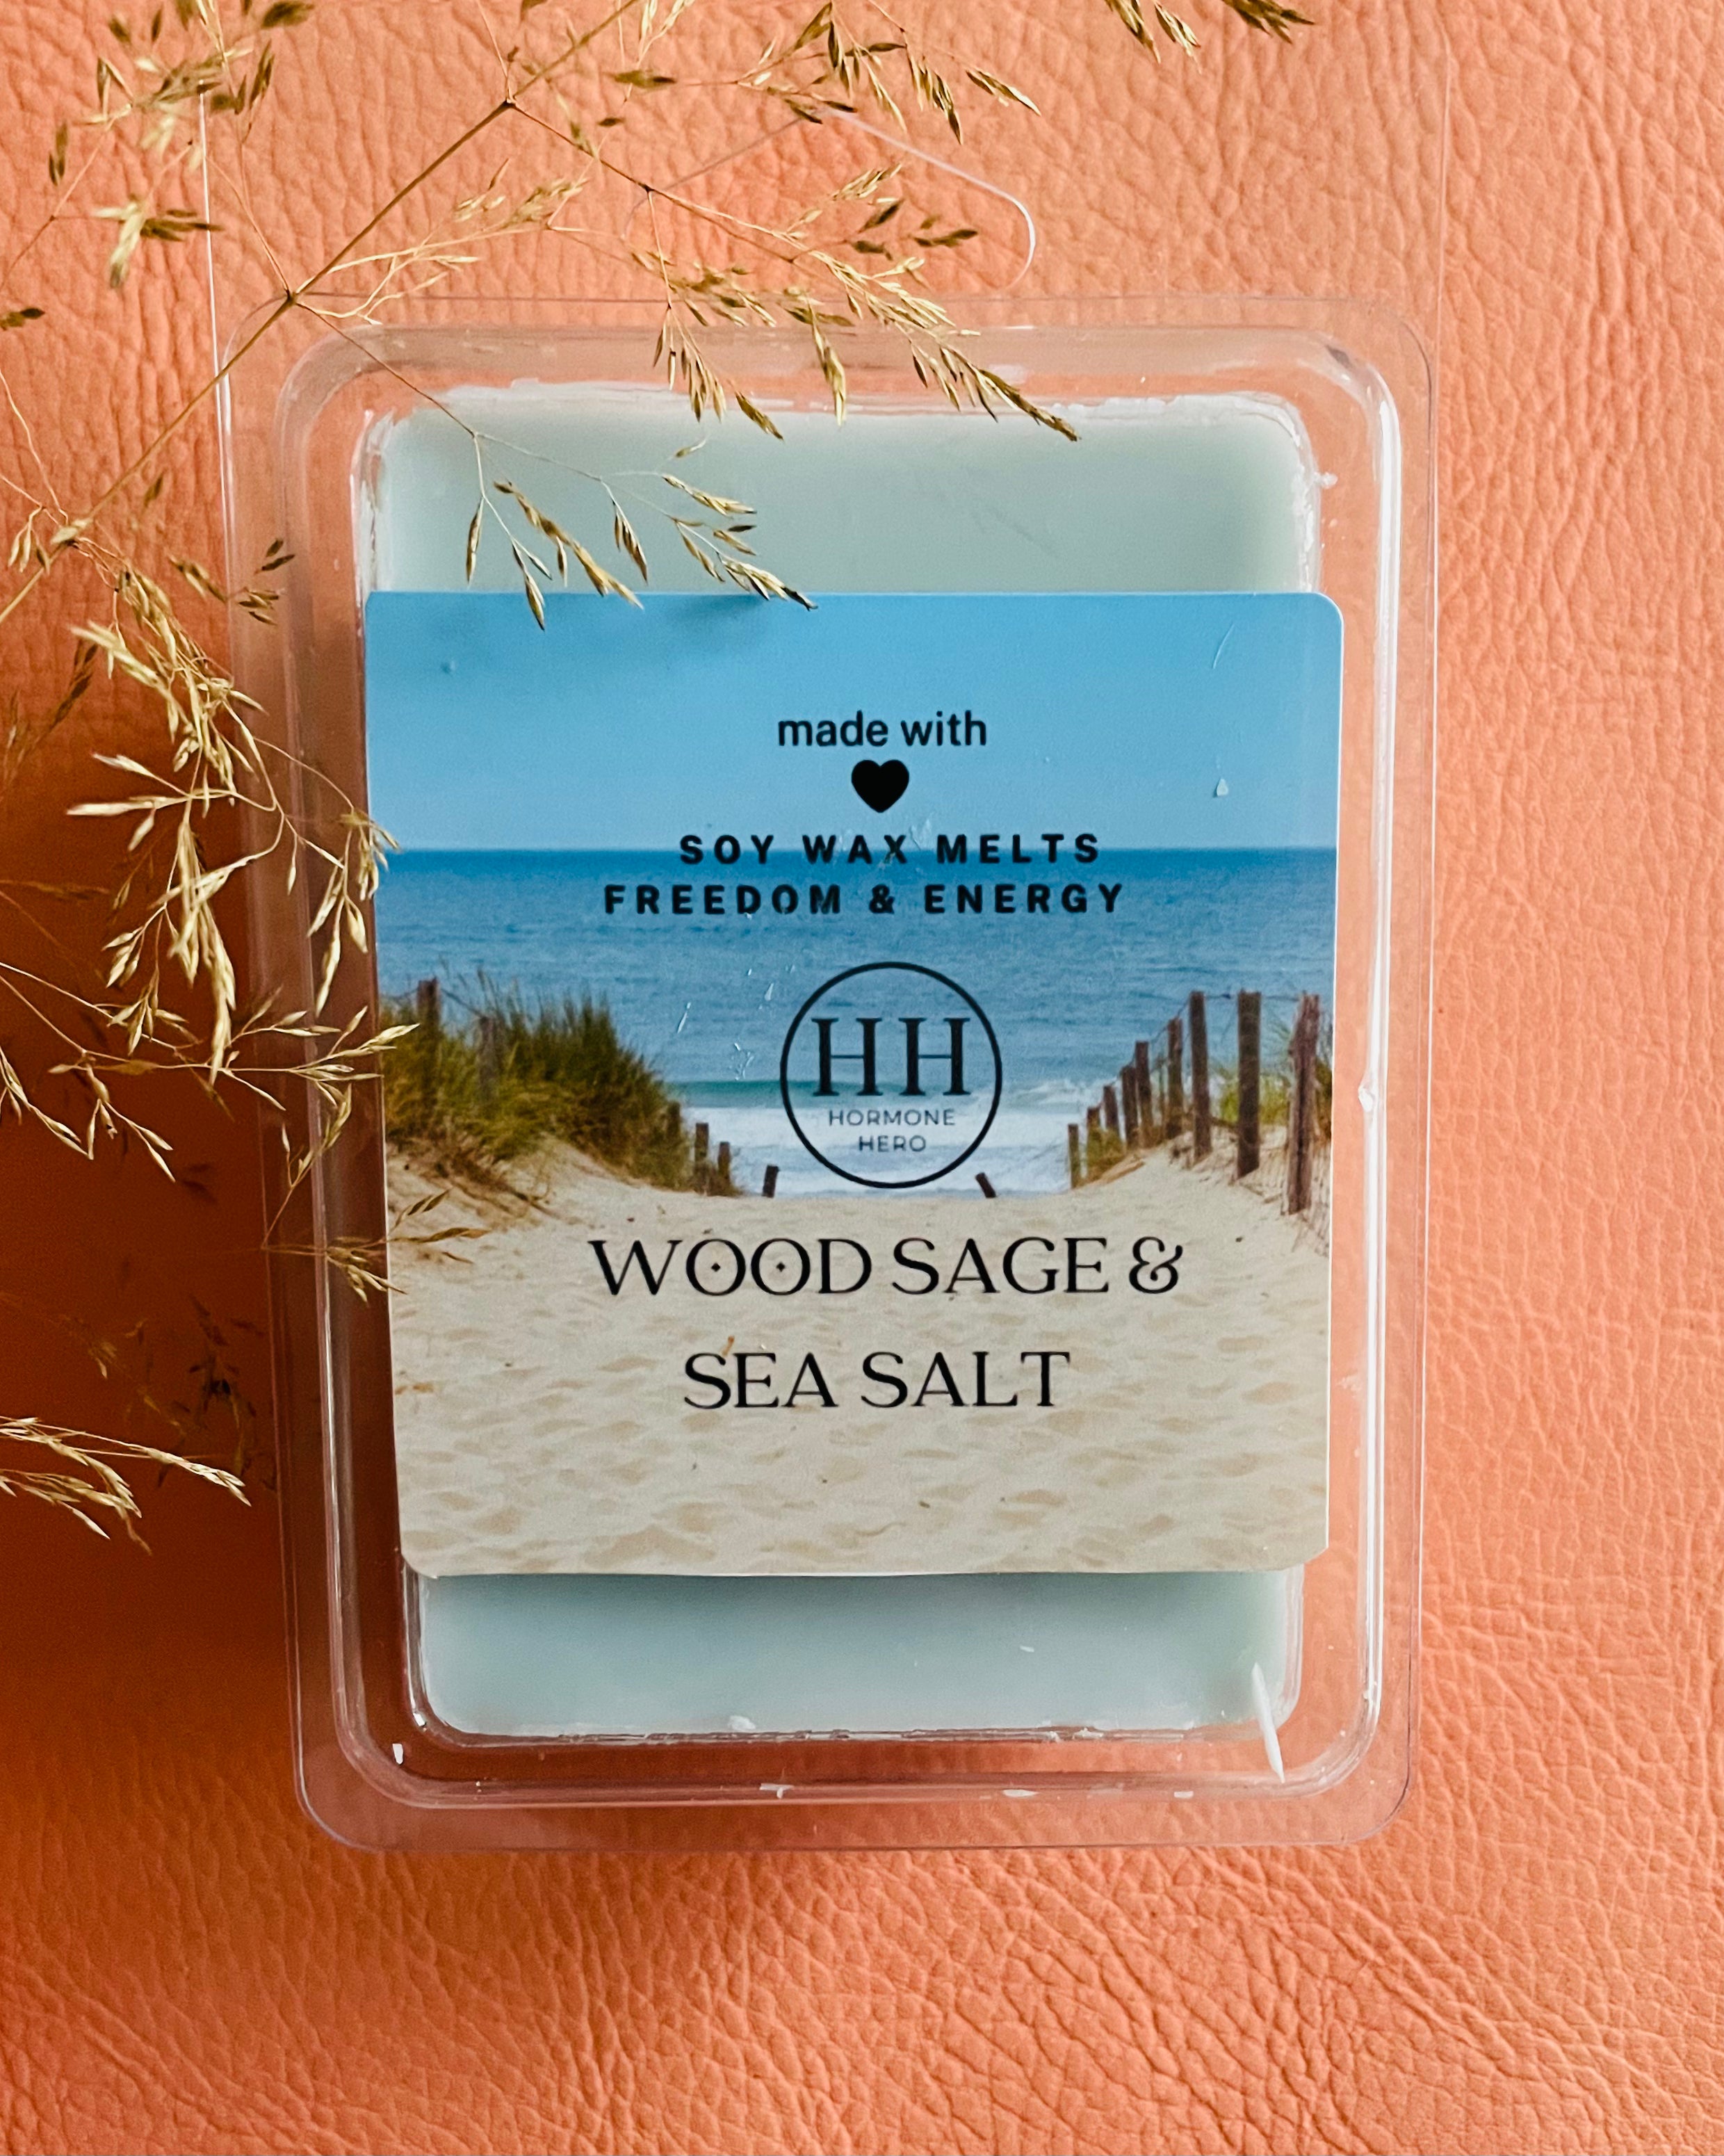 made with
SOY WAX MELTS
FREEDOM & ENERGY
HH
HORMONE
HERO
WOOD SAGE &
SEA SALT